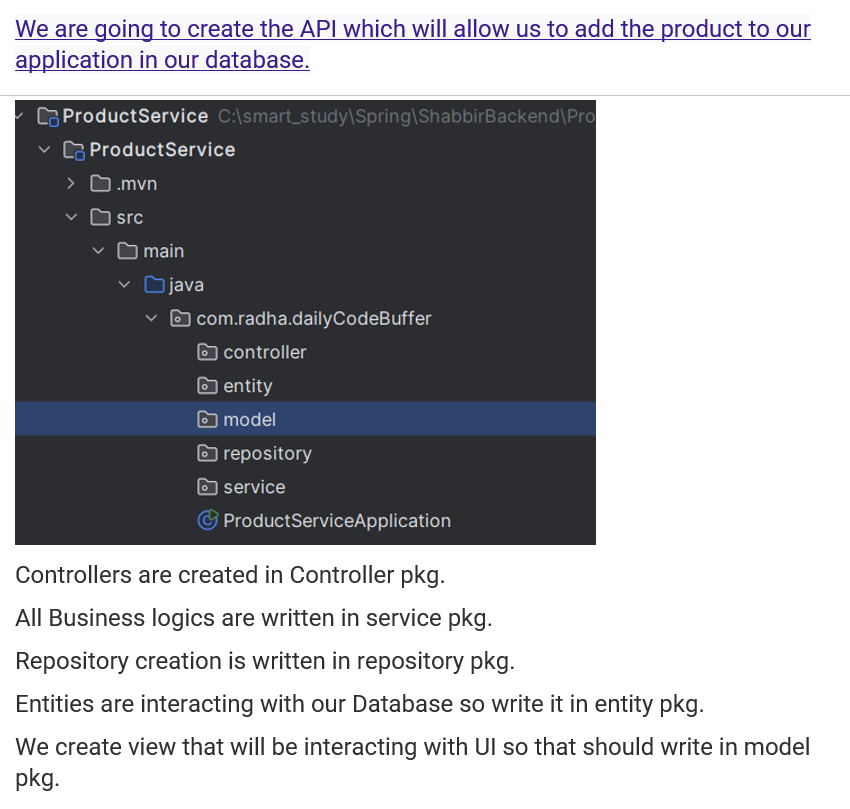 We are going to create the API which will allow us to add the product to our
application in our database.
ProductService C:\smart_study\Spring\ShabbirBackend\Pro
ProductService
.mvn
src
main
java
com.radha.dailyCodeBuffer
controller
entity
model
repository
service
ProductServiceApplication
Controllers are created in Controller pkg.
All Business logics are written in service pkg.
Repository creation is written in repository pkg.
Entities are interacting with our Database so write it in entity pkg.
We create view that will be interacting with UI so that should write in model
pkg.